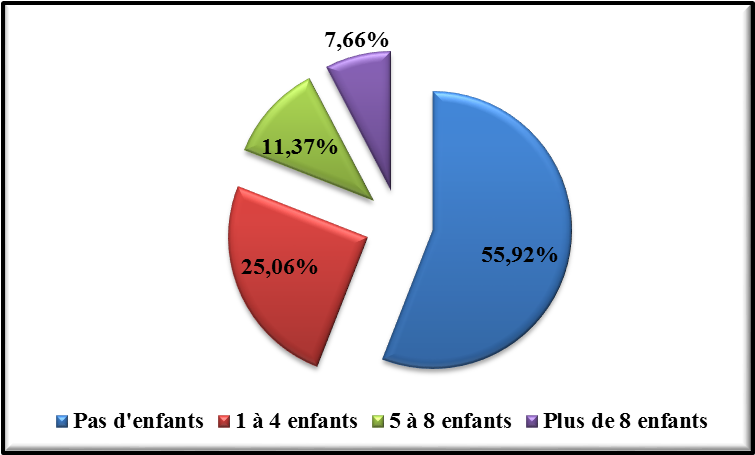 7,66%
11,37%
55,92%
25,06%
Pas d'enfants 1 à 4 enfants 5 à 8 enfants Plus de 8 enfants